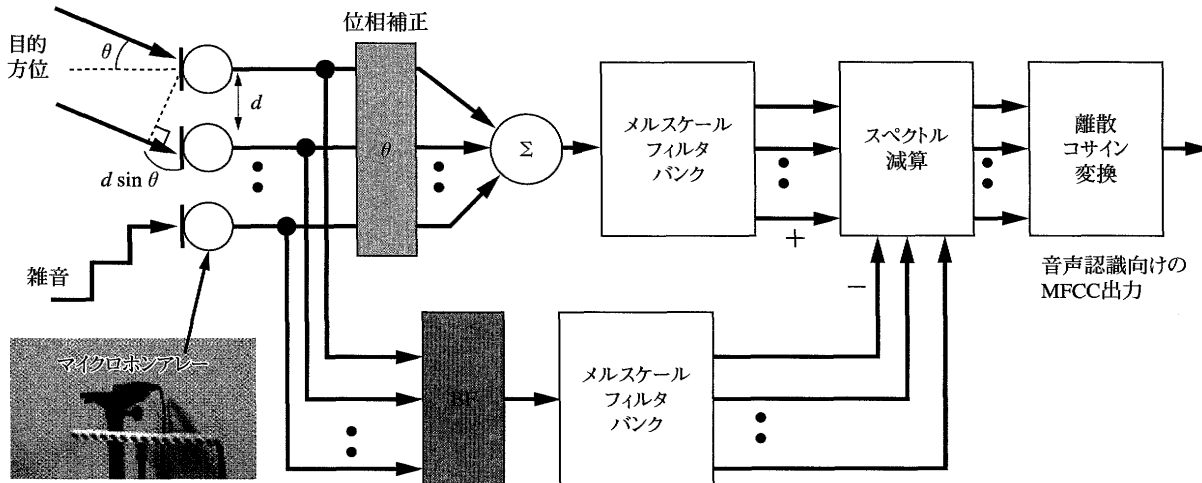 位相補正
目的
方位
θ
d
d sin θ
θ
Σ
メルスケール
フィルタ
バンク
スペクトル
減算
離散
コサイン
変換
+
−
雑音
音声認識向けの
MFCC出力
マイクロホンアレー
メルスケール
フィルタ
バンク